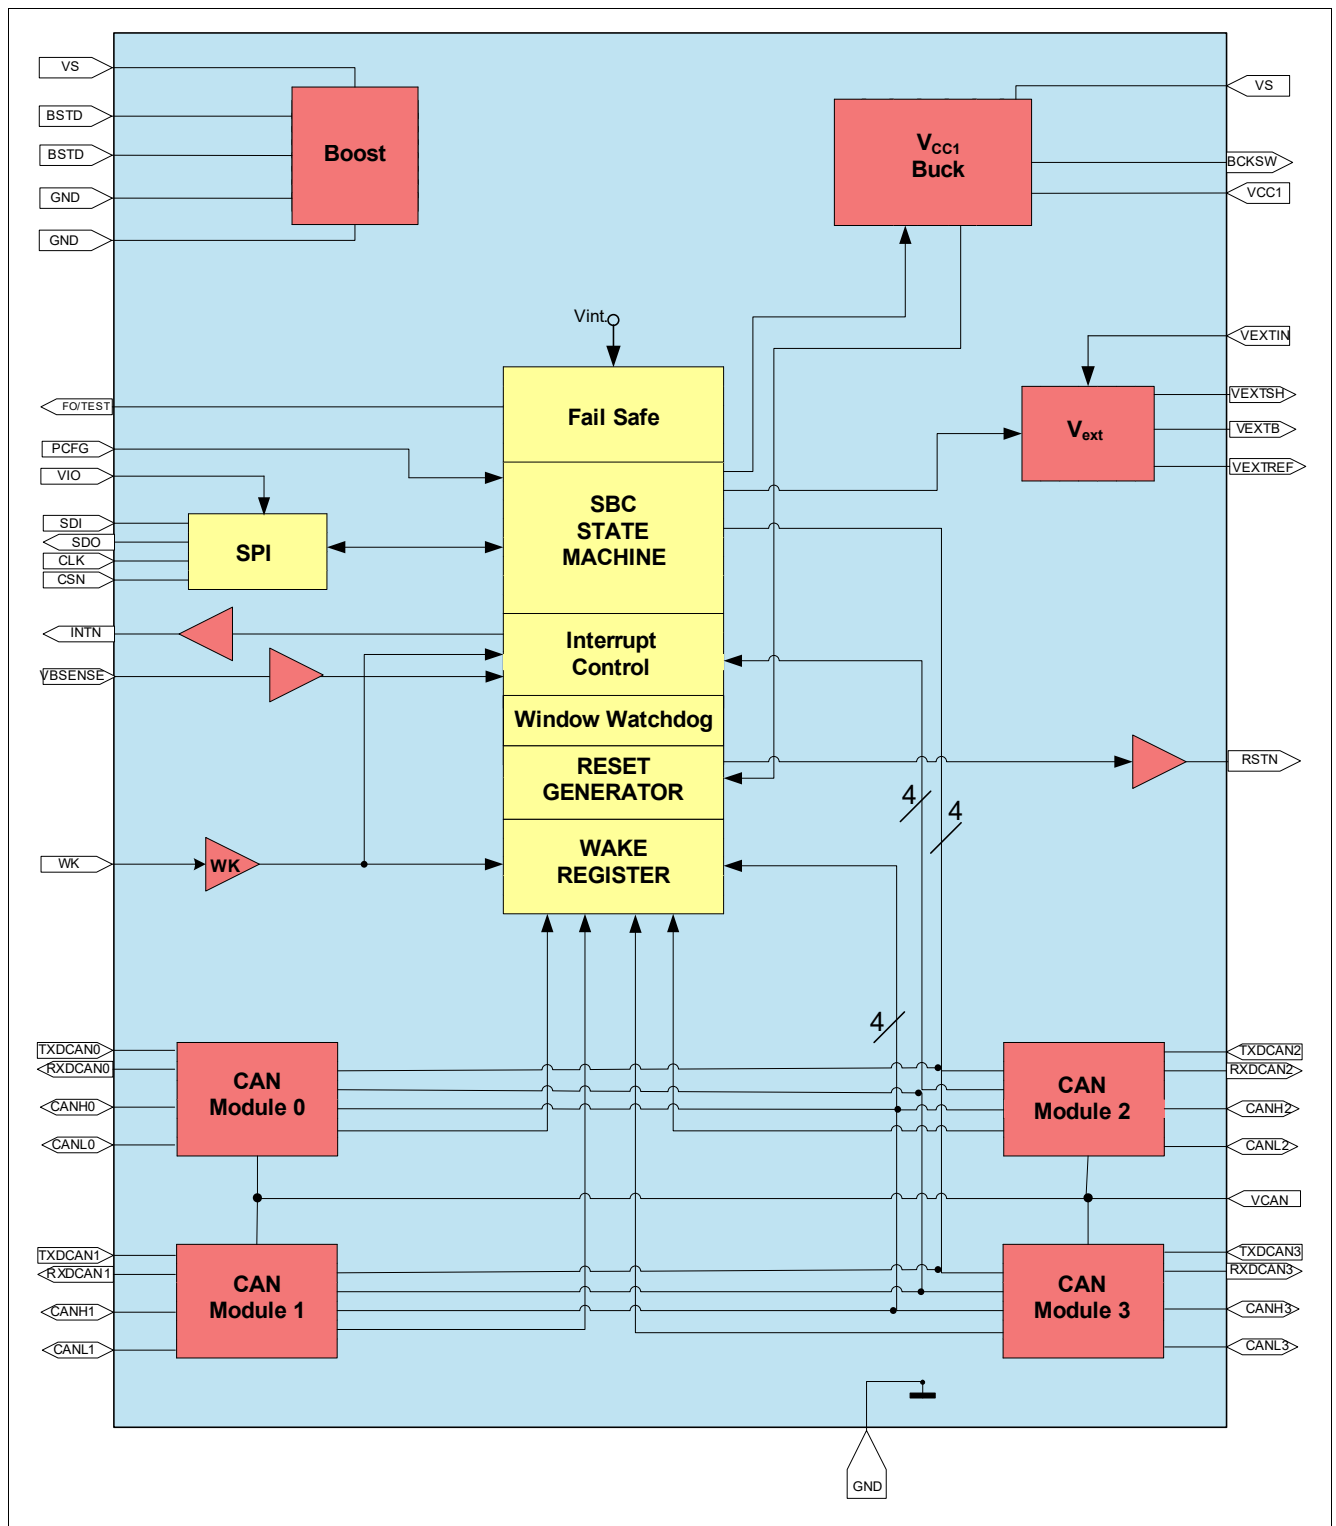 VS
BSTD
BSTD
GND
GND
Boost
VCC1
Buck
VS
BCKSW
VCC1
Vint.
VEXTIN
VEXTSH
VEXTB
VEXTREF
Vext
FO/TEST
PCFG
VIO
SDI
SDO
CLK
CSN
SPI
INTN
VBSENSE
Fail Safe
SBC
STATE
MACHINE
Interrupt
Control
Window Watchdog
RESET
GENERATOR
WAKE
REGISTER
RSTN
4
4
WK
WK
4
TXDCAN0
RXDCAN0
CANH0
CANL0
CAN
Module 0
CAN
Module 2
TXDCAN2
RXDCAN2
CANH2
CANL2
VCAN
TXDCAN1
RXDCAN1
CANH1
CANL1
CAN
Module 1
CAN
Module 3
TXDCAN3
RXDCAN3
CANH3
CANL3
GND